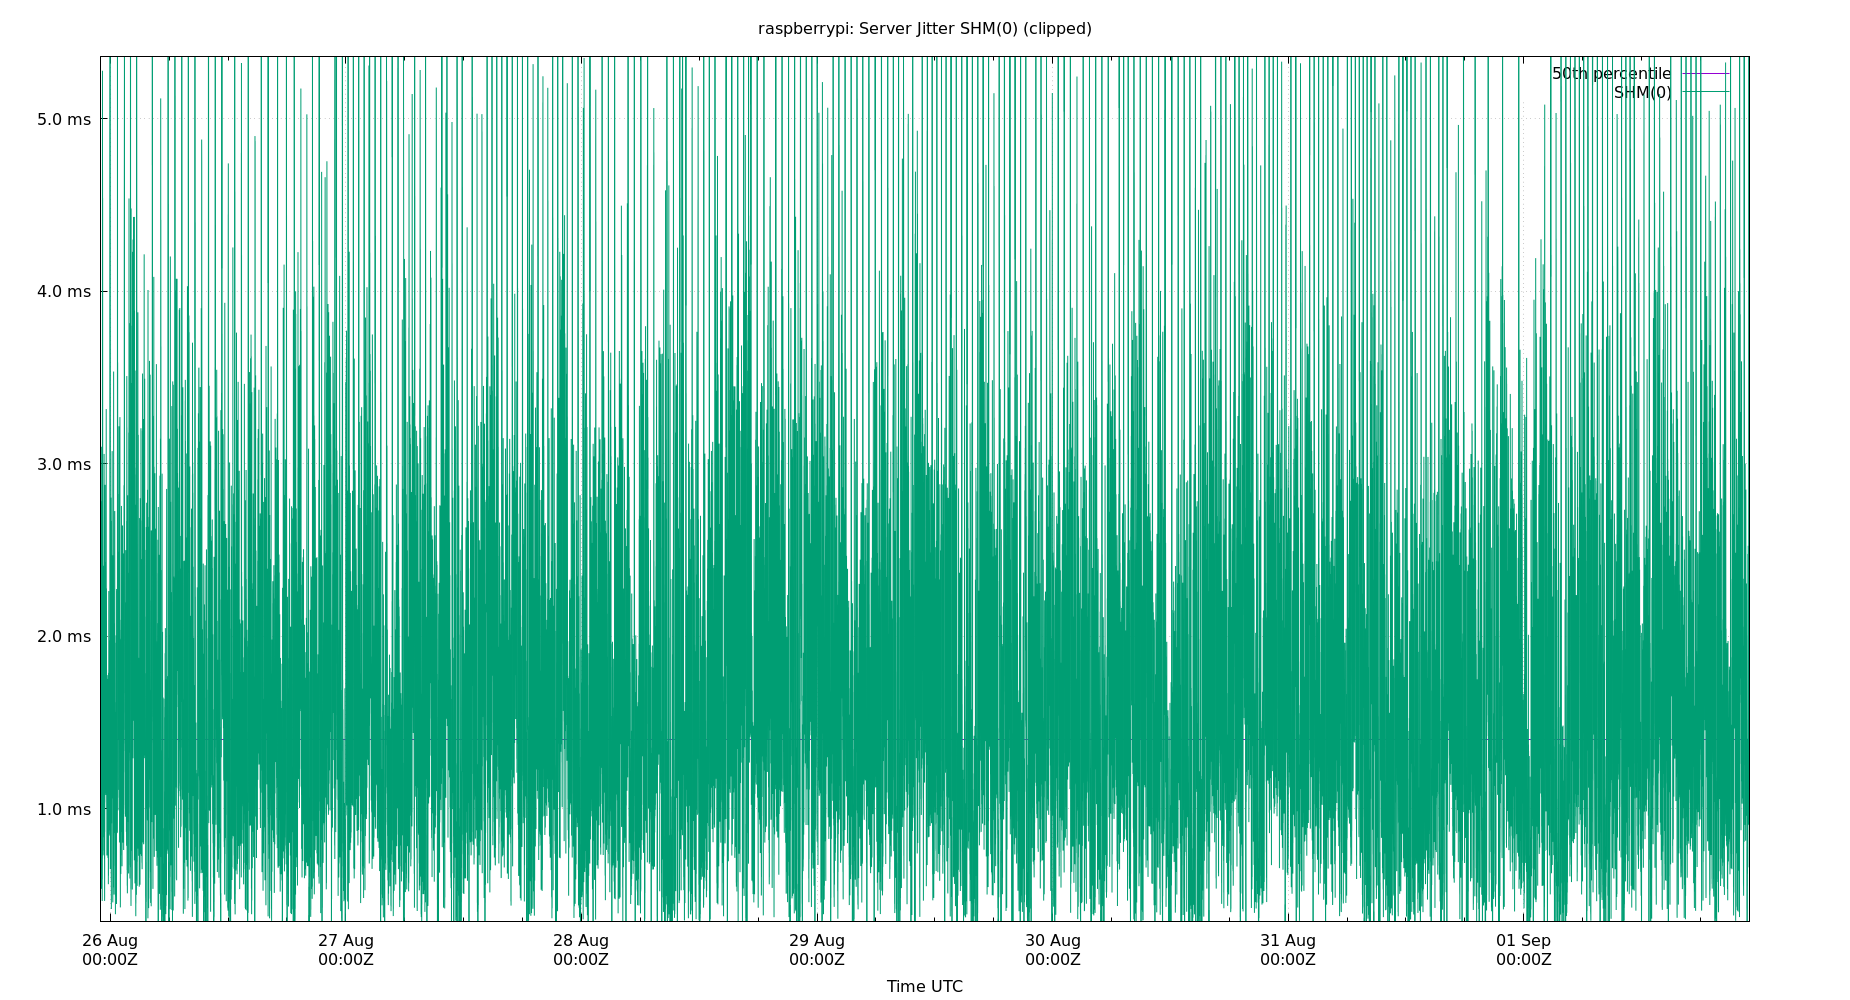 raspberrypi: Server Jitter SHM(0) (clipped)
50th percentile
SHM(0)
5.0 ms
4.0 ms
3.0 ms
2.0 ms
1.0 ms
26 Aug 27 Aug 28 Aug 29 Aug 30 Aug 31 Aug 01 Sep
00:00Z 00:00Z 00:00Z 00:00Z 00:00Z 00:00Z 00:00Z
Time UTC